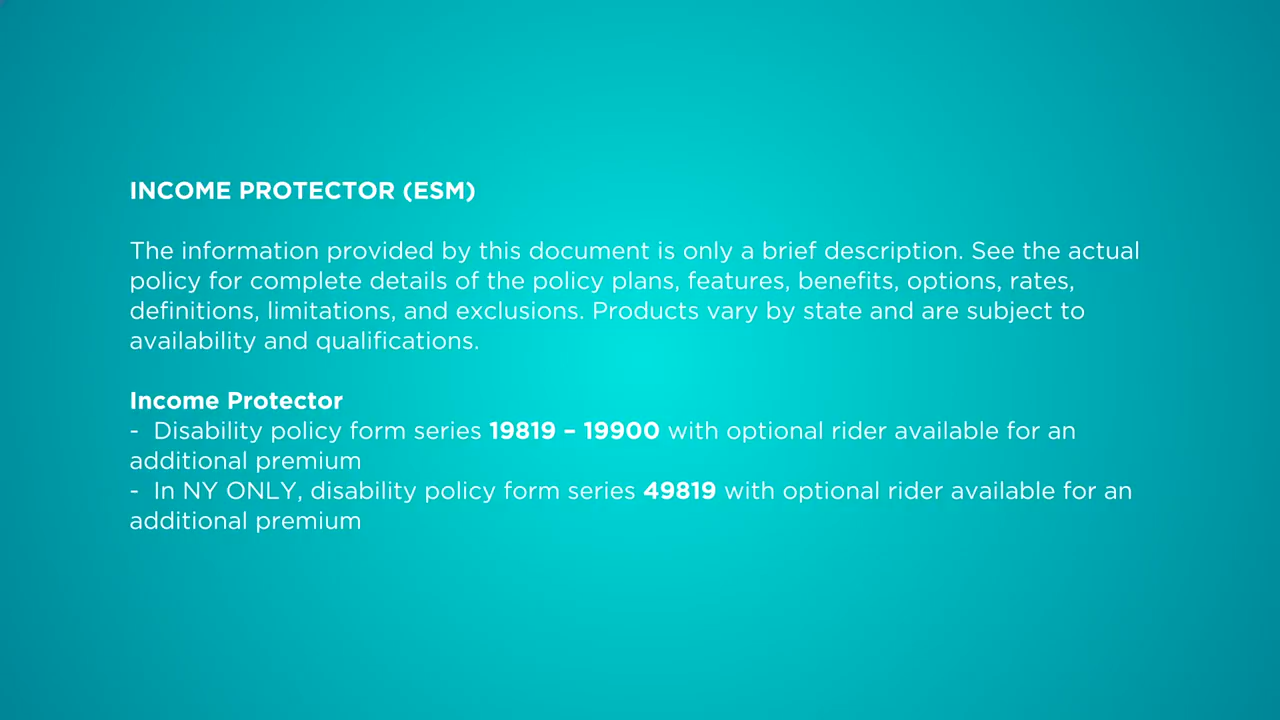 INCOME PROTECTOR (ESM)
The information provided by this document is only a brief description. See the actual
policy for complete details of the policy plans, features, benefits, options, rates,
definitions, limitations, and exclusions. Products vary by state and are subject to
availability and qualifications.
Income Protector
- Disability policy form series 19819 – 19900 with optional rider available for an
additional premium
- In NY ONLY, disability policy form series 49819 with optional rider available for an
additional premium